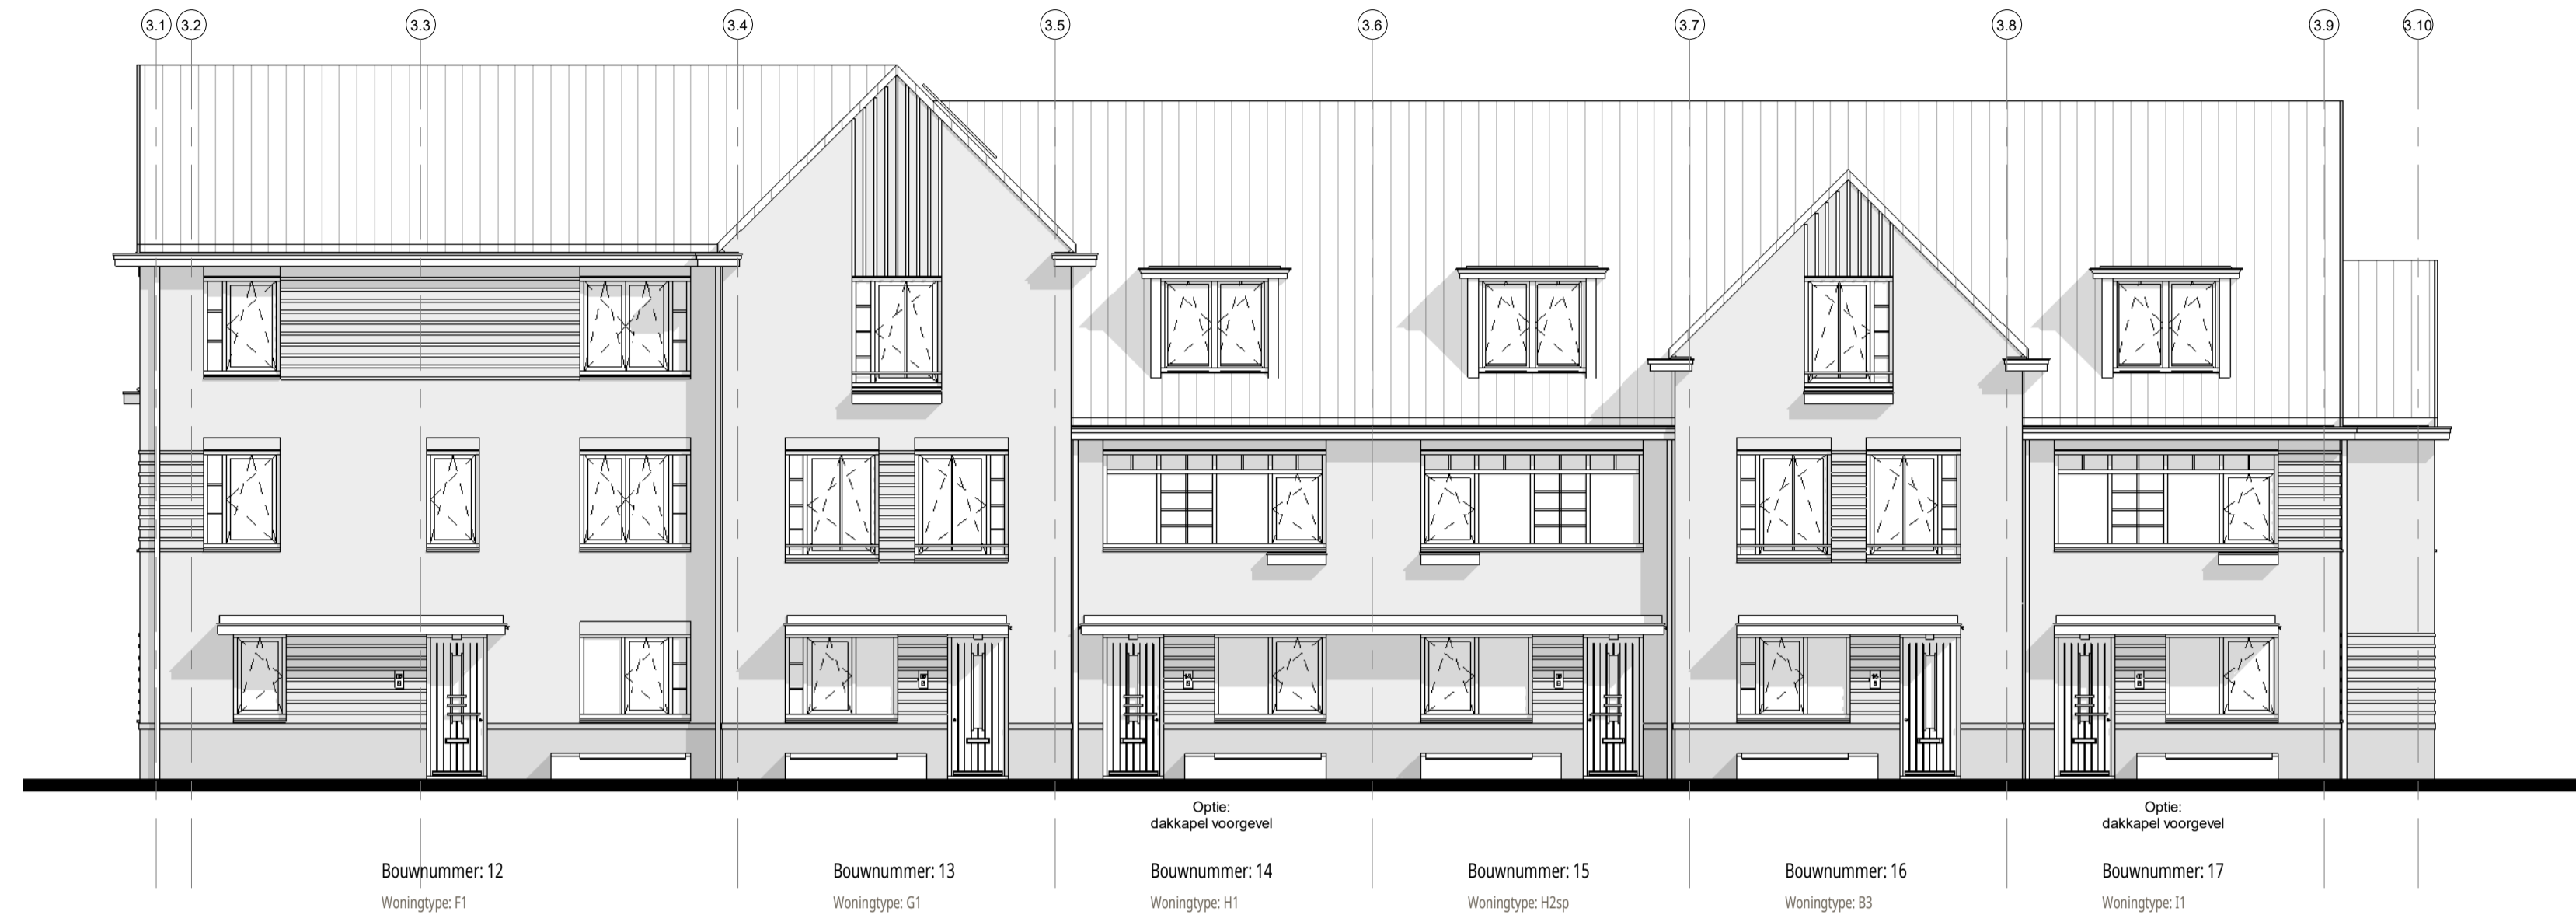 3.1 3.2 3.3 3.4 3.5 3.6 3.7 3.8 3.9 3.10
Optie:
dakkapel voorgevel
Optie:
dakkapel voorgevel
Bouwnummer: 12
Woningtype: F1
Bouwnummer: 13
Woningtype: G1
Bouwnummer: 14
Woningtype: H1
Bouwnummer: 15
Woningtype: H2sp
Bouwnummer: 16
Woningtype: B3
Bouwnummer: 17
Woningtype: I1